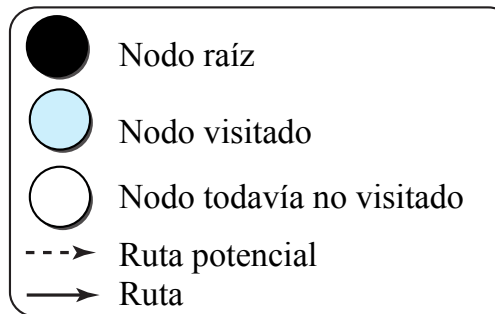 Nodo raíz
Nodo visitado
Nodo todavía no visitado
Ruta potencial
Ruta